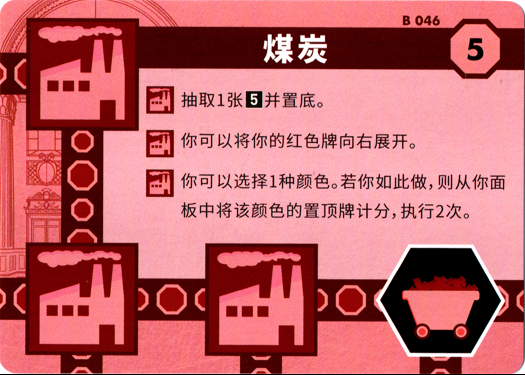 B 046
煤炭
5
抽取1张5并置底。
你可以将你的红色牌向右展开。
你可以选择1种颜色。若你如此做,则从你面
板中将该颜色的置顶牌计分,执行2次。